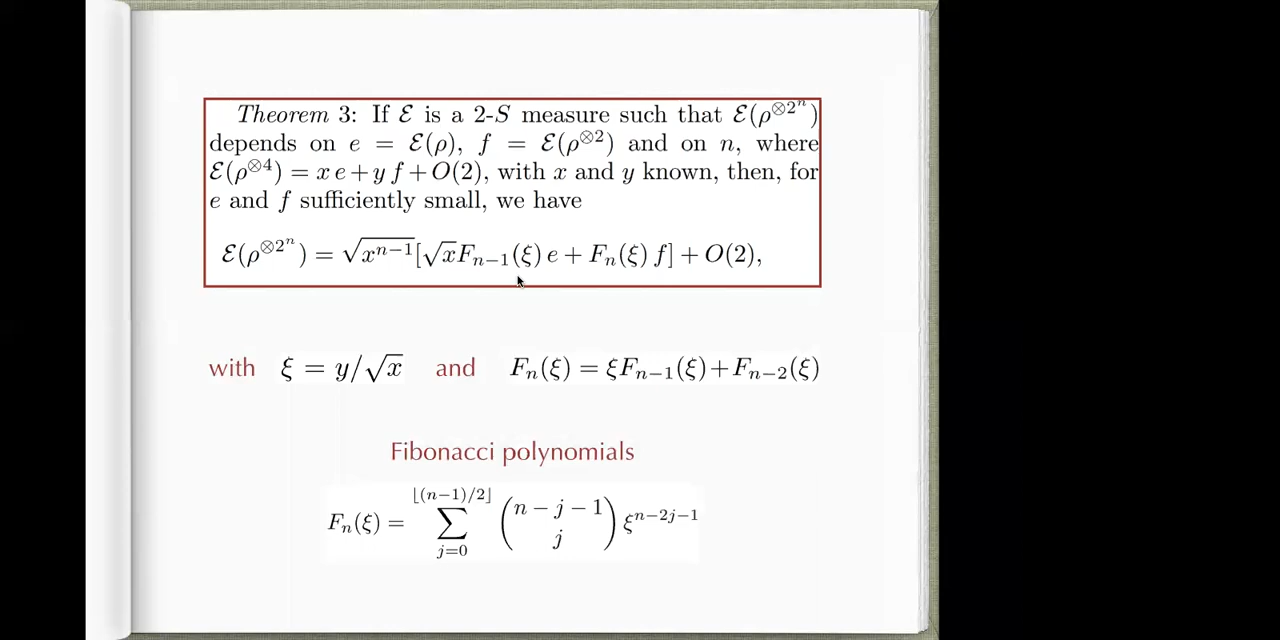 Theorem 3: If ℰ is a 2-S measure such that ℰ(ρ^{⊗2^n})
depends on e = ℰ(ρ), f = ℰ(ρ^{⊗2}) and on n, where
ℰ(ρ^{⊗4}) = x e + y f + O(2), with x and y known, then, for
e and f sufficiently small, we have
ℰ(ρ^{⊗2^n}) = √(x^{n−1})[√x F_{n−1}(ξ) e + F_n(ξ) f] + O(2),
with ξ = y/√x and F_n(ξ) = ξF_{n−1}(ξ) + F_{n−2}(ξ)
Fibonacci polynomials
F_n(ξ) = ∑_{j=0}^{⌊(n−1)/2⌋} \binom{n − j − 1}{j} ξ^{n−2j−1}